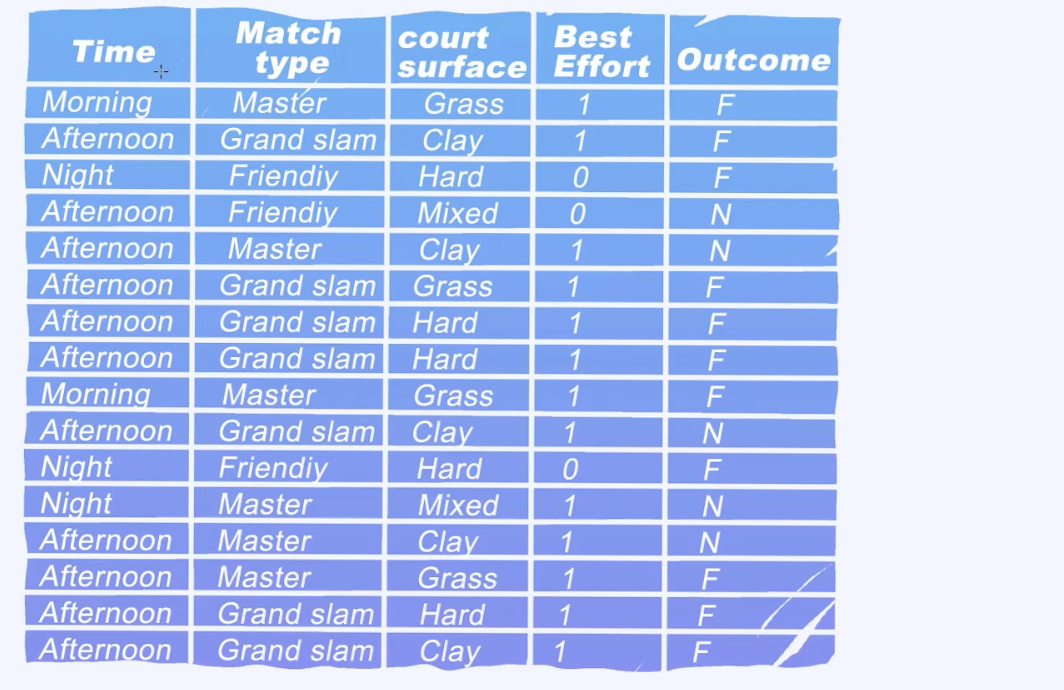 Time Match type court surface Best Effort Outcome
Morning Master Grass 1 F
Afternoon Grand slam Clay 1 F
Night Friendiy Hard 0 F
Afternoon Friendiy Mixed 0 N
Afternoon Master Clay 1 N
Afternoon Grand slam Grass 1 F
Afternoon Grand slam Hard 1 F
Afternoon Grand slam Hard 1 F
Morning Master Grass 1 F
Afternoon Grand slam Clay 1 N
Night Friendiy Hard 0 F
Night Master Mixed 1 N
Afternoon Master Clay 1 N
Afternoon Master Grass 1 F
Afternoon Grand slam Hard 1 F
Afternoon Grand slam Clay 1 F